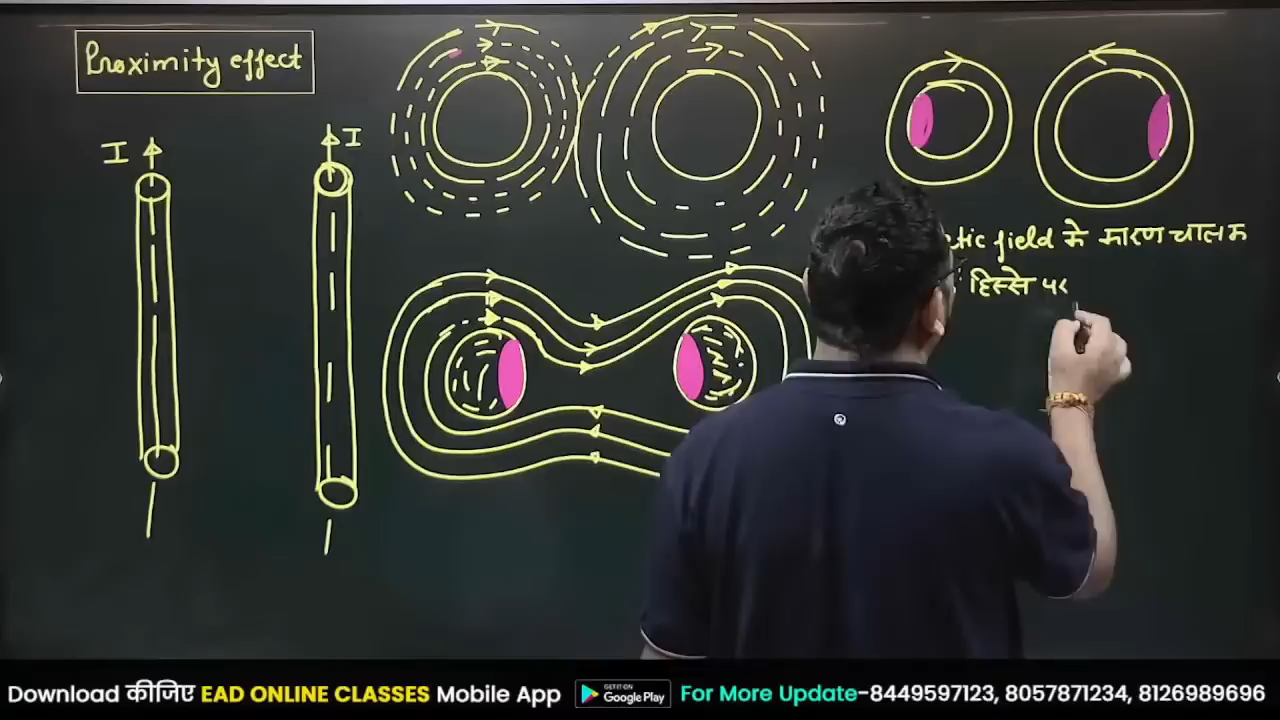 Proximity effect
I
I
tic field के कारण चालक
हिस्से पर
Download कीजिए EAD ONLINE CLASSES Mobile App GET IT ON Google Play For More Update-8449597123, 8057871234, 8126989696